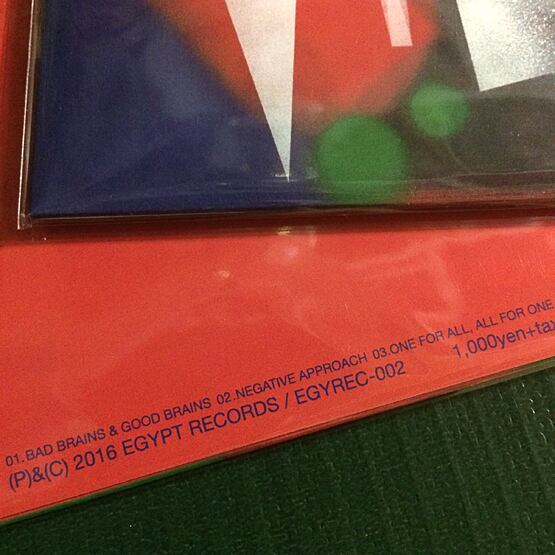 01.BAD BRAINS & GOOD BRAINS 02.NEGATIVE APPROACH 03.ONE FOR ALL, ALL FOR ONE
(P)&(C) 2016 EGYPT RECORDS / EGYREC-002 1,000yen+tax